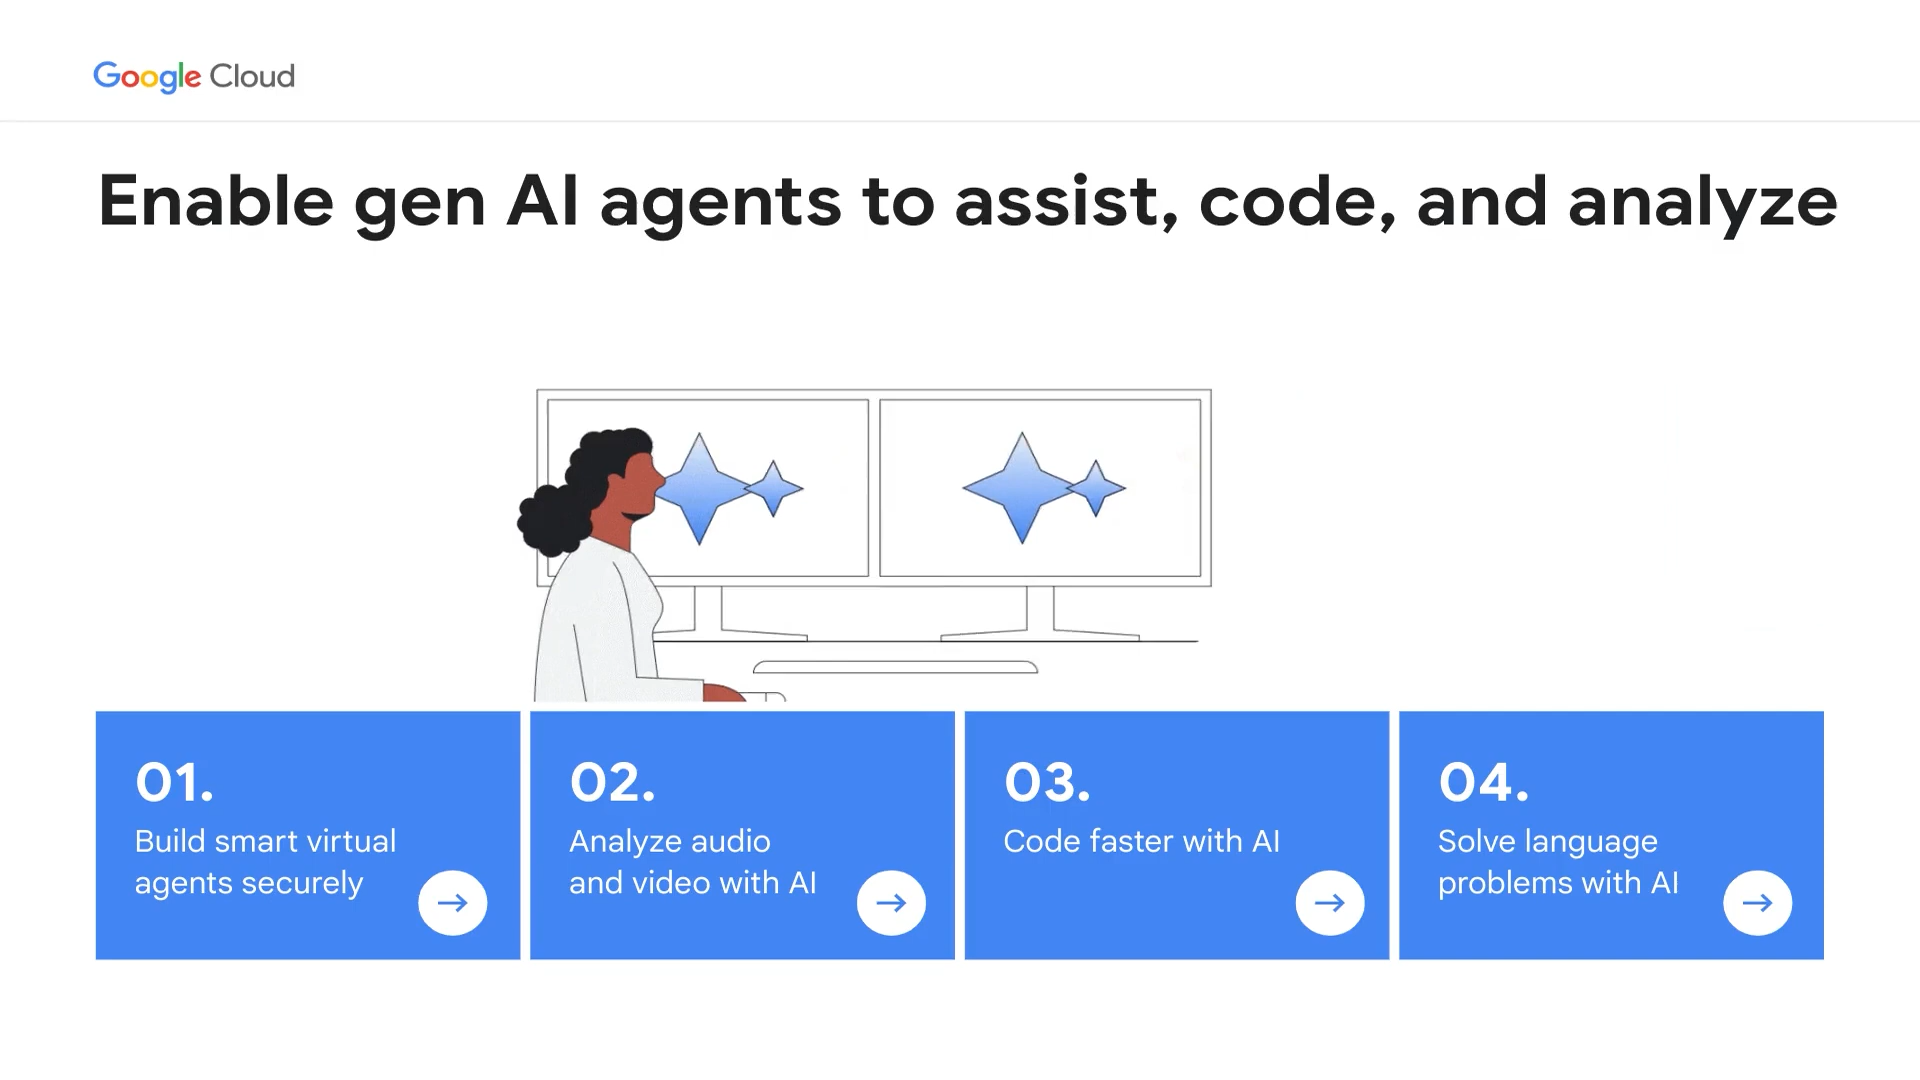 Google Cloud
Enable gen AI agents to assist, code, and analyze
01.
Build smart virtual
agents securely
02.
Analyze audio
and video with AI
03.
Code faster with AI
04.
Solve language
problems with AI